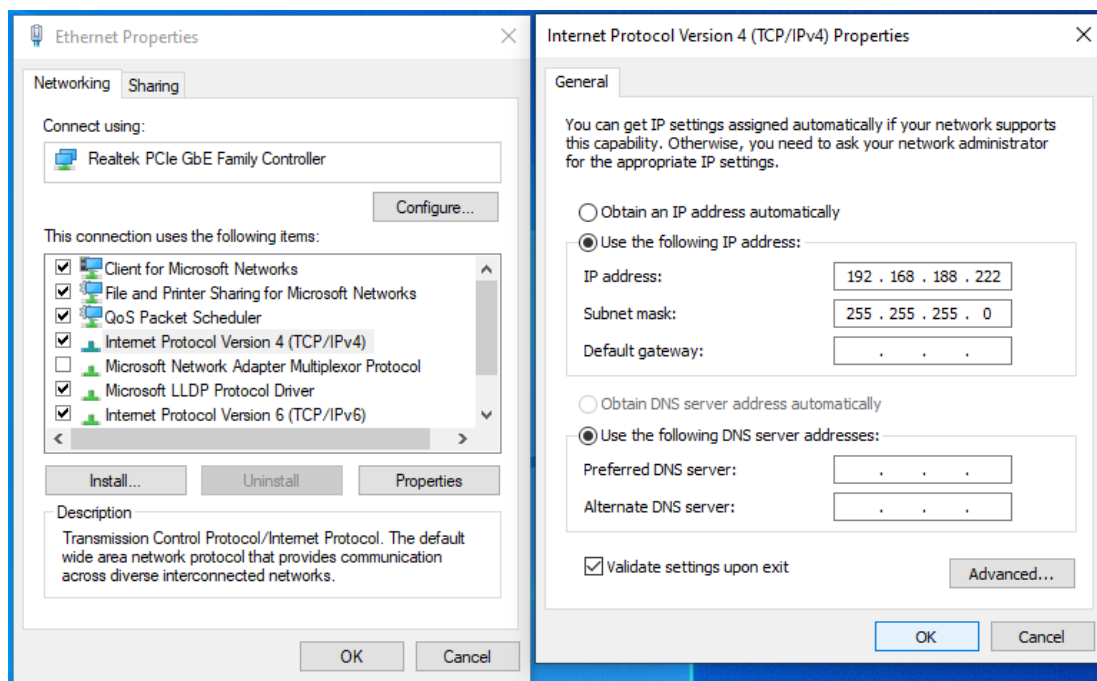 Ethernet Properties
Networking
Sharing
Connect using:
Realtek PCIe GbE Family Controller
Configure...
This connection uses the following items:
Client for Microsoft Networks
File and Printer Sharing for Microsoft Networks
QoS Packet Scheduler
Internet Protocol Version 4 (TCP/IPv4)
Microsoft Network Adapter Multiplexor Protocol
Microsoft LLDP Protocol Driver
Internet Protocol Version 6 (TCP/IPv6)
Install...
Uninstall
Properties
Description
Transmission Control Protocol/Internet Protocol. The default
wide area network protocol that provides communication
across diverse interconnected networks.
OK
Cancel
Internet Protocol Version 4 (TCP/IPv4) Properties
General
You can get IP settings assigned automatically if your network supports
this capability. Otherwise, you need to ask your network administrator
for the appropriate IP settings.
Obtain an IP address automatically
Use the following IP address:
IP address: 192 . 168 . 188 . 222
Subnet mask: 255 . 255 . 255 . 0
Default gateway: . . .
Obtain DNS server address automatically
Use the following DNS server addresses:
Preferred DNS server: . . .
Alternate DNS server: . . .
Validate settings upon exit
Advanced...
OK
Cancel